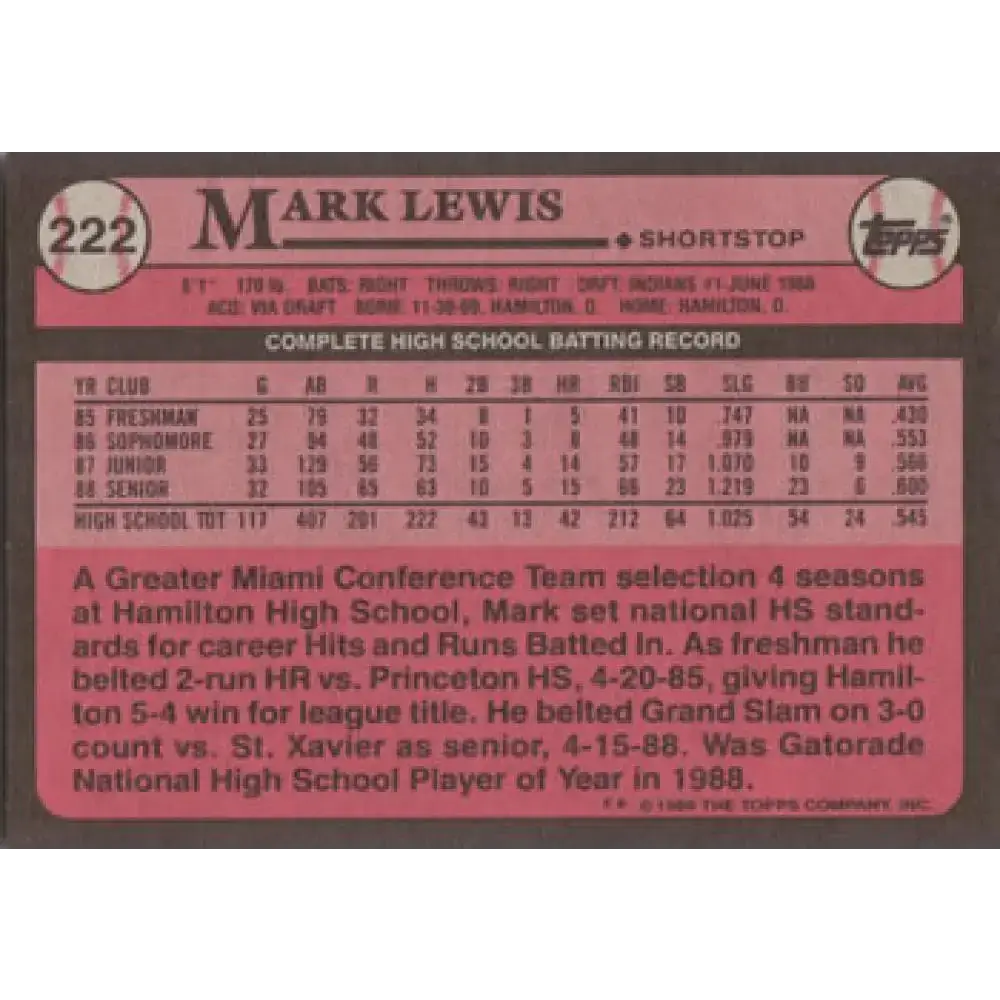 222
MARK LEWIS
SHORTSTOP
TOPPS®
6'1" 170 lb. BATS: RIGHT THROWS: RIGHT DRFT: INDIANS #1-JUNE 1988
ACQ: VIA DRAFT BORN: 11-30-69, HAMILTON, O. HOME: HAMILTON, O.
COMPLETE HIGH SCHOOL BATTING RECORD
YR CLUB G AB R H 2B 3B HR RBI SB SLG BB SO AVG
85 FRESHMAN 25 79 32 34 8 1 5 41 10 .747 NA NA .430
86 SOPHOMORE 27 94 48 52 10 3 8 48 14 .979 NA NA .553
87 JUNIOR 33 129 56 73 15 4 14 57 17 1.070 10 9 .566
88 SENIOR 32 105 65 63 10 5 15 66 23 1.219 23 6 .600
HIGH SCHOOL TOT 117 407 201 222 43 13 42 212 64 1.025 54 24 .545
A Greater Miami Conference Team selection 4 seasons
at Hamilton High School, Mark set national HS stand-
ards for career Hits and Runs Batted In. As freshman he
belted 2-run HR vs. Princeton HS, 4-20-85, giving Hamil-
ton 5-4 win for league title. He belted Grand Slam on 3-0
count vs. St. Xavier as senior, 4-15-88. Was Gatorade
National High School Player of Year in 1988.
© 1989 THE TOPPS COMPANY, INC.